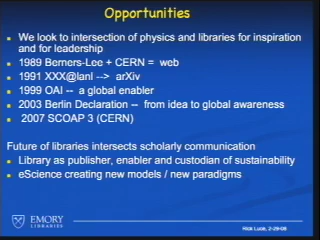 Opportunities
We look to intersection of physics and libraries for inspiration
and for leadership
1989 Berners-Lee + CERN = web
1991 XXX@lanl --> arXiv
1999 OAI -- a global enabler
2003 Berlin Declaration -- from idea to global awareness
2007 SCOAP 3 (CERN)
Future of libraries intersects scholarly communication
Library as publisher, enabler and custodian of sustainability
eScience creating new models / new paradigms
EMORY
LIBRARIES
Rick Luce, 2-29-08